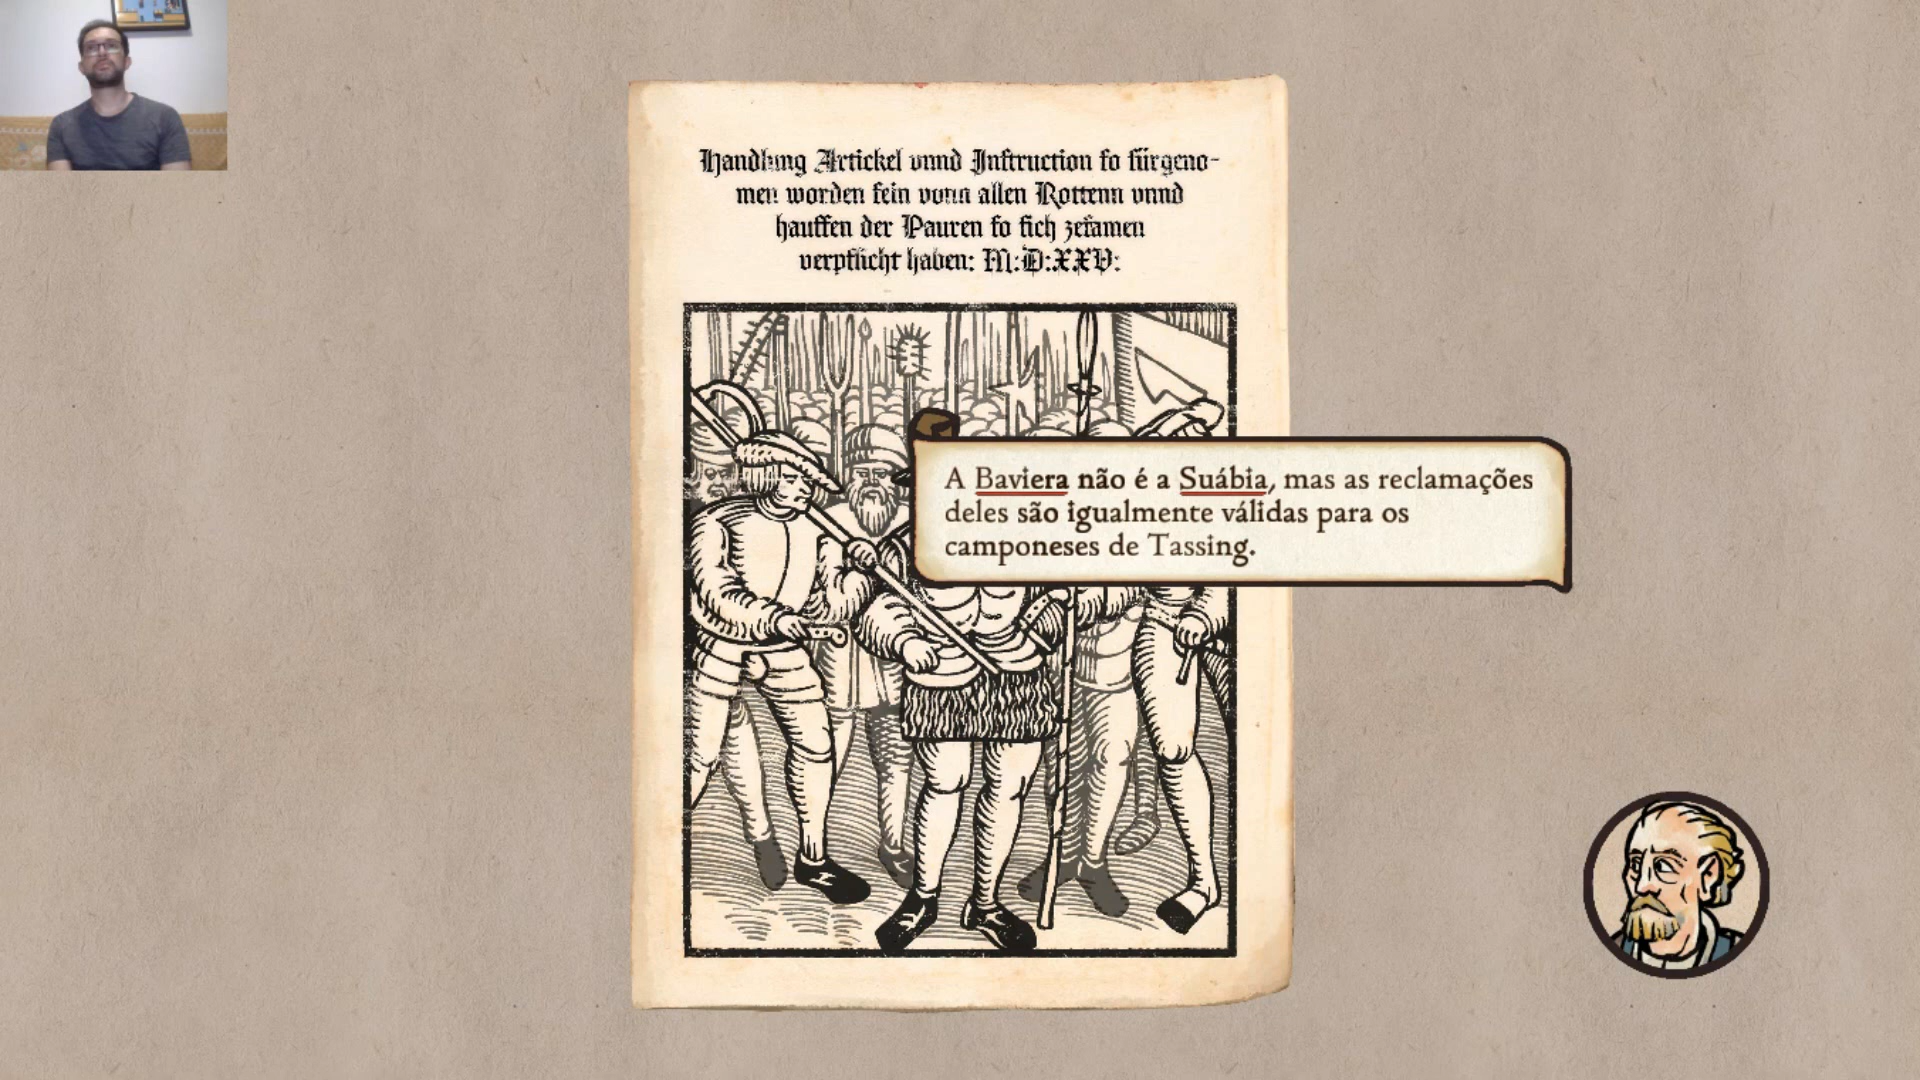 Handlung Artickel vnnd Instruction so fürgeno-
men worden sein vonn allen Rottenn vnnd
hauffen der Pauren so sich zesamen
verpflicht haben: M:D:XXV:
A Baviera não é a Suábia, mas as reclamações
deles são igualmente válidas para os
camponeses de Tassing.